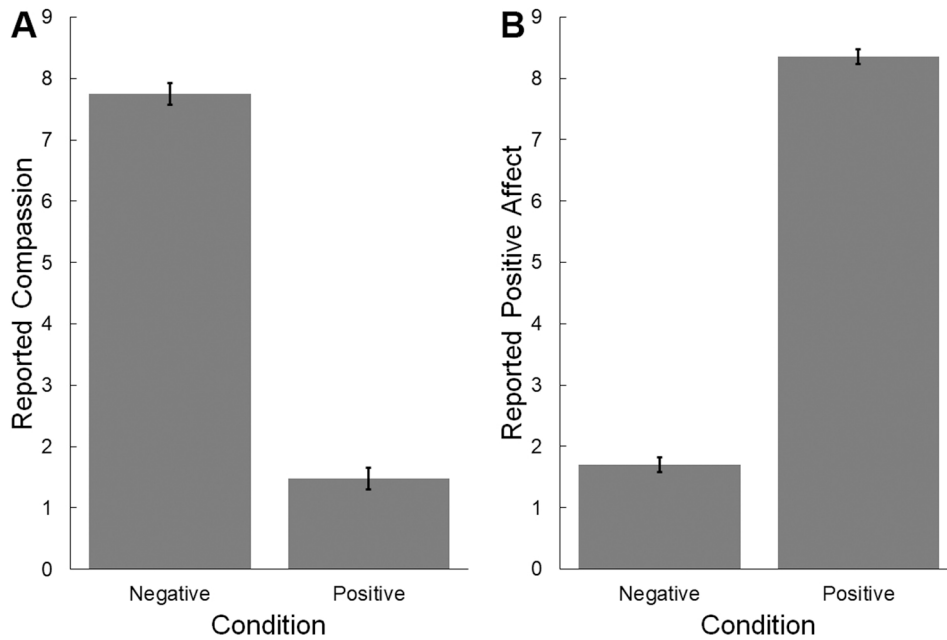 A
Reported Compassion
9
8
7
6
5
4
3
2
1
0
Negative
Positive
Condition
B
Reported Positive Affect
9
8
7
6
5
4
3
2
1
0
Negative
Positive
Condition